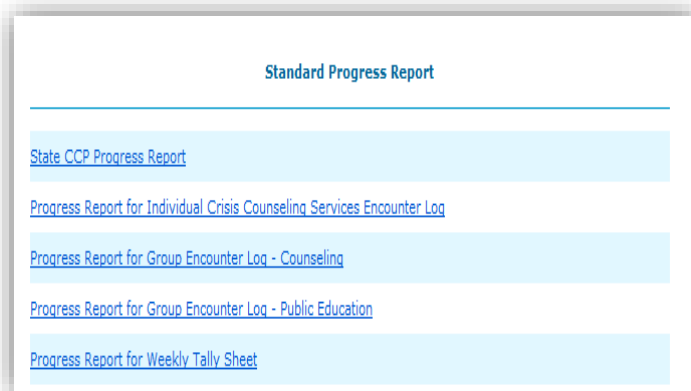 Standard Progress Report
State CCP Progress Report
Progress Report for Individual Crisis Counseling Services Encounter Log
Progress Report for Group Encounter Log - Counseling
Progress Report for Group Encounter Log - Public Education
Progress Report for Weekly Tally Sheet